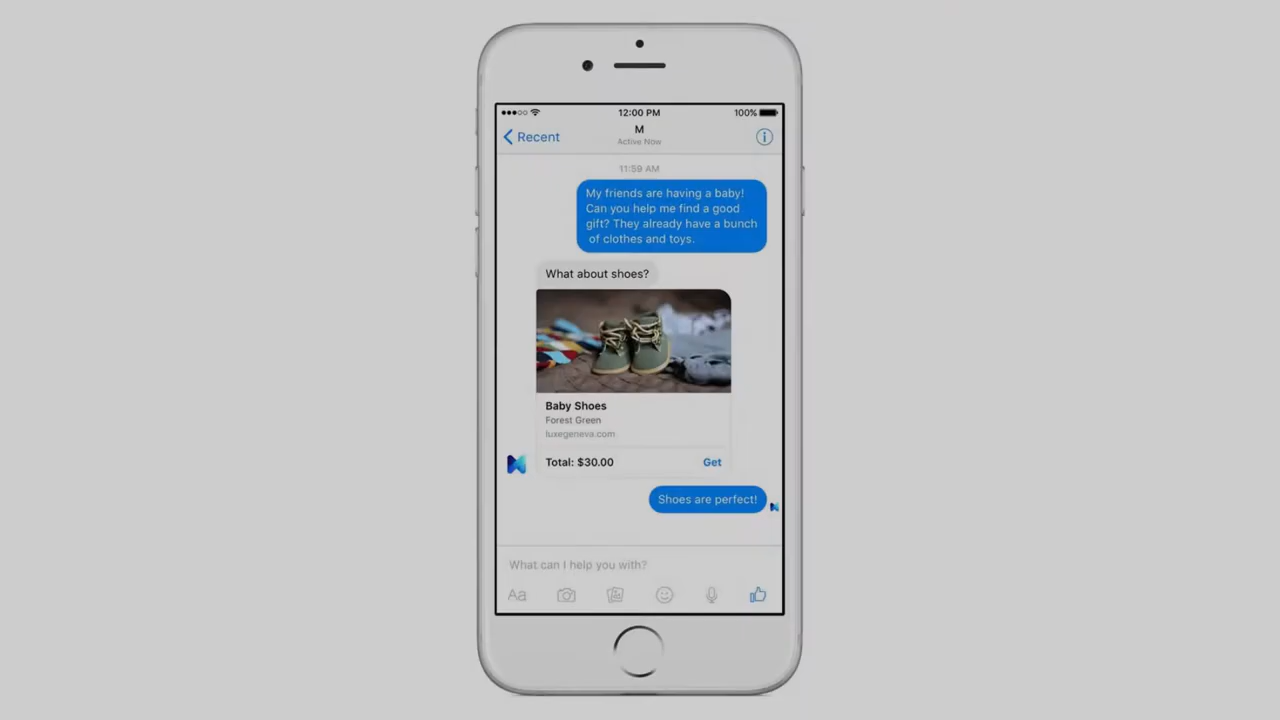 12:00 PM
100%
Recent
M
Active Now
11:59 AM
My friends are having a baby!
Can you help me find a good
gift? They already have a bunch
of clothes and toys.
What about shoes?
Baby Shoes
Forest Green
luxegeneva.com
Total: $30.00
Get
Shoes are perfect!
What can I help you with?
Aa